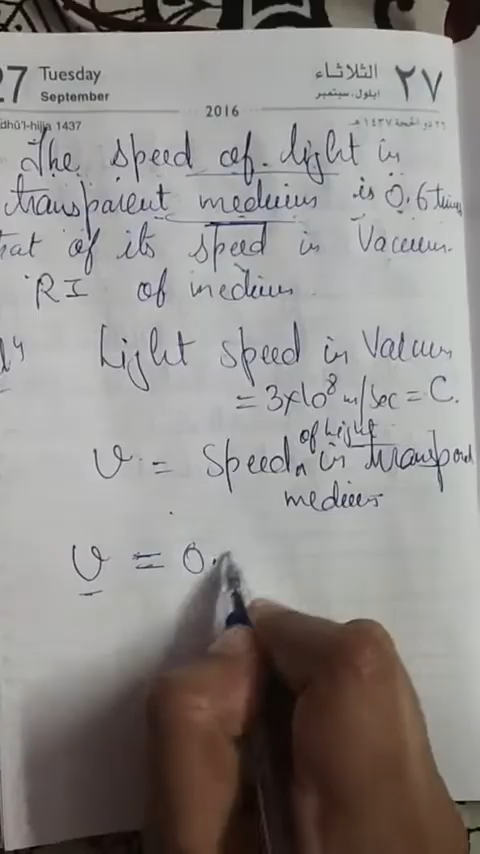 27 Tuesday
September
2016
dhū'l-hijja 1437
الثلاثاء
ايلول، سبتمبر
٢٧
The speed of light in
transparent medium is 0.6 times
hat of its speed in Vacuum.
RI of medium.
Light speed in Vacuum
= 3×10⁸ m/sec = C.
v = speed of light in transpar
medium
v = 0.